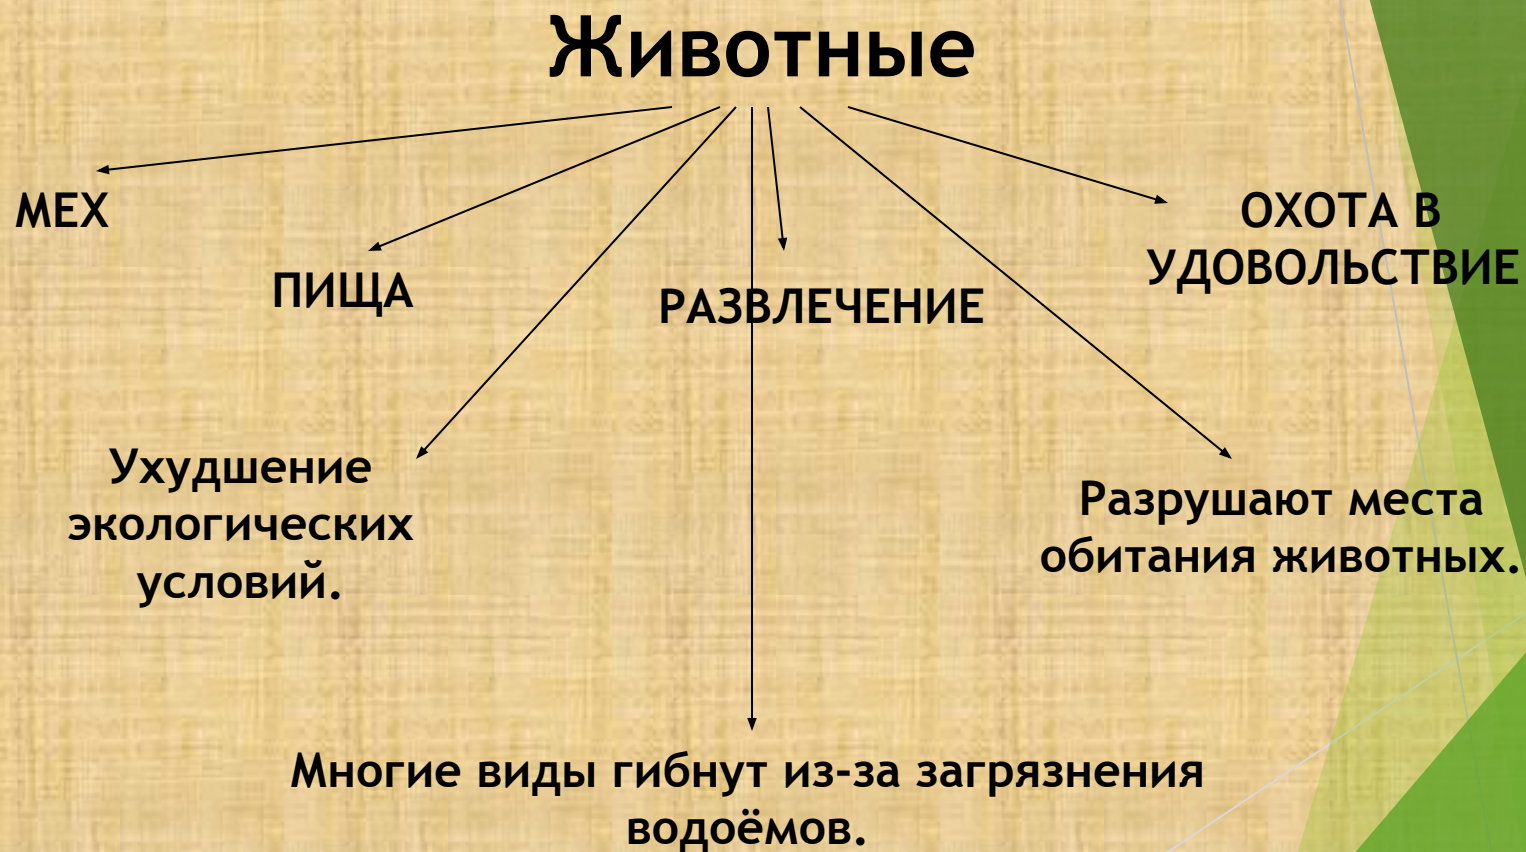 Животные
МЕХ
ОХОТА В
УДОВОЛЬСТВИЕ
ПИЩА
РАЗВЛЕЧЕНИЕ
Ухудшение
экологических
условий.
Разрушают места
обитания животных.
Многие виды гибнут из-за загрязнения
водоёмов.